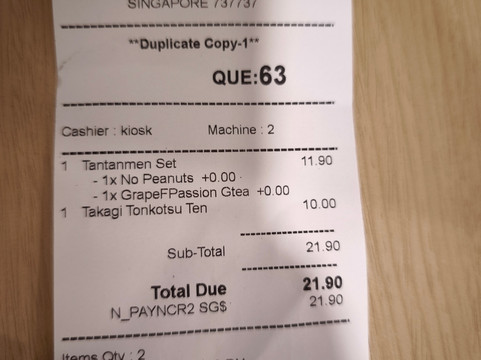 SINGAPORE 737737
**Duplicate Copy-1**
QUE:63
Cashier : kiosk Machine : 2
1 Tantanmen Set 11.90
- 1x No Peanuts +0.00
- 1x GrapeFPassion Gtea +0.00
1 Takagi Tonkotsu Ten 10.00
Sub-Total 21.90
Total Due 21.90
N_PAYNCR2 SG$ 21.90
Items Qty : 2